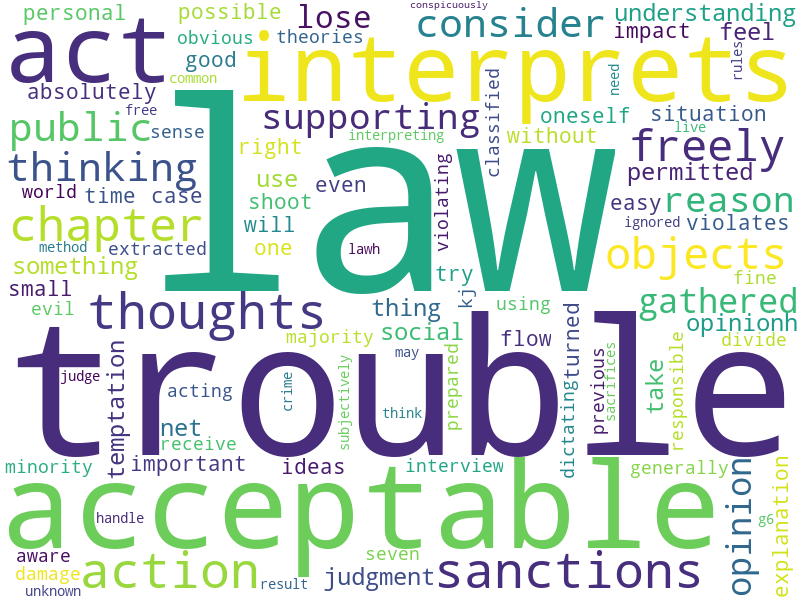 conspicuously
personal
possible
lose
consider
understanding
act
obvious
theories
impact
feel
good
interprets
absolutely
common
need
rules
free
public
sense
law
supporting
interpreting
classified
without
oneself
situation
live
right
freely
thinking
violating
permitted
world
time
case
use
even
shoot
easy
reason
chapter
will
ignored
violates
method
extracted
one
lawh
objects
something
try
fine
small
kj
evil
thoughts
thing
using
gathered
majority
social
flow
turned
opinionh
divide
trouble
may
judge
temptation
acting
crime
subjectively
think
prepared
previous
sacrifices
take
responsible
net
receive
dictating
minority
important
ideas
interview
generally
acceptable
handle
opinion
g6
explanation
aware
seven
damage
action
judgment
sanctions
unknown
result